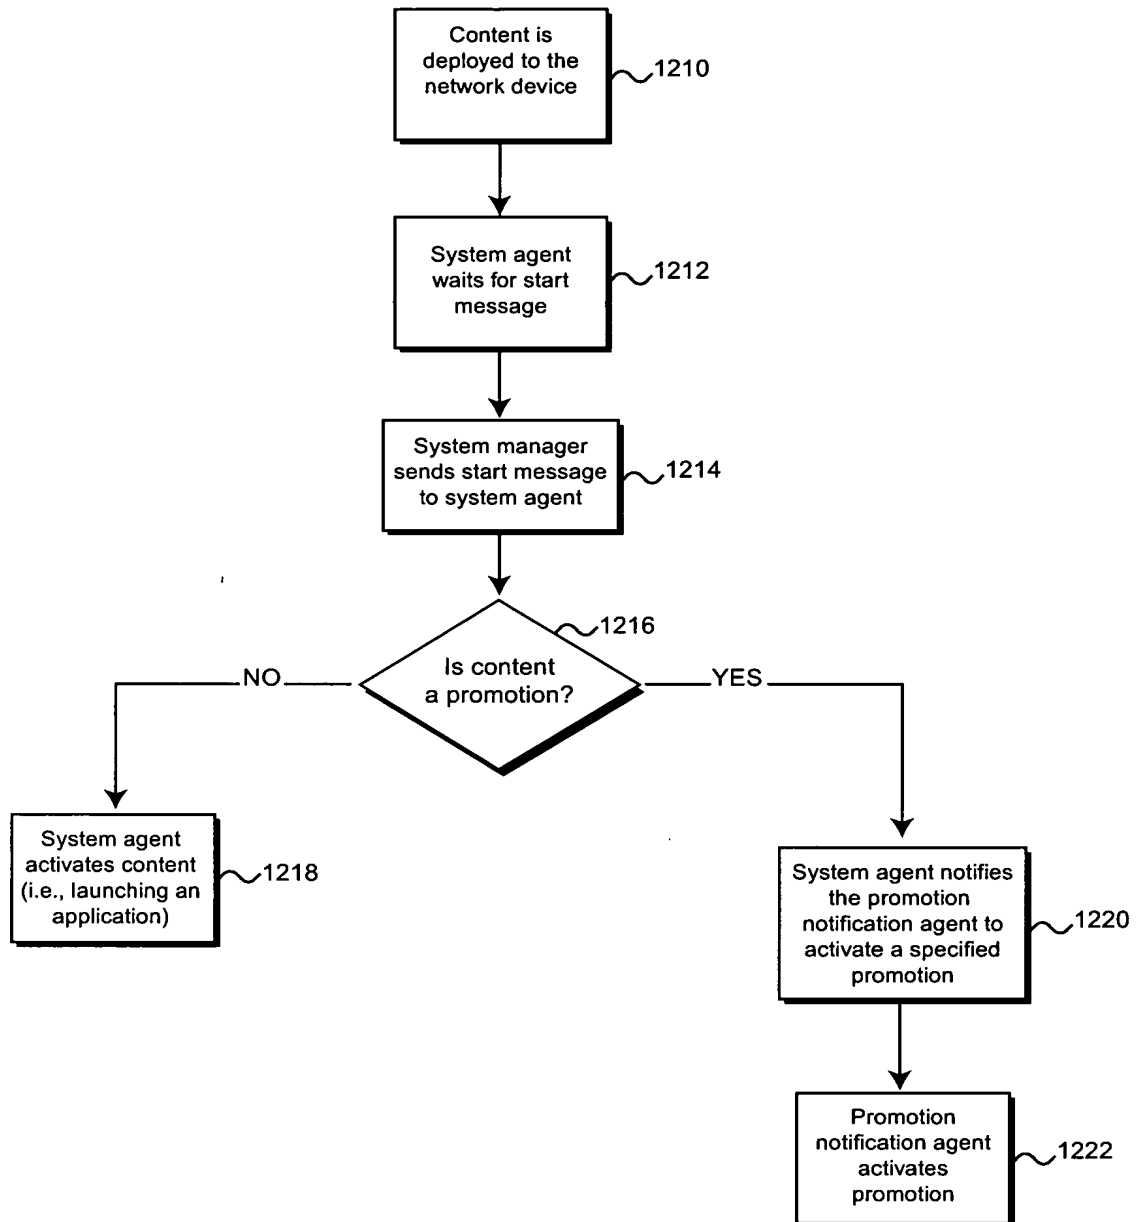 Content is
deployed to the
network device
1210
System agent
waits for start
message
1212
System manager
sends start message
to system agent
1214
1216
Is content
a promotion?
NO
YES
System agent
activates content
(i.e., launching an
application)
1218
System agent notifies
the promotion
notification agent to
activate a specified
promotion
1220
Promotion
notification agent
activates
promotion
1222